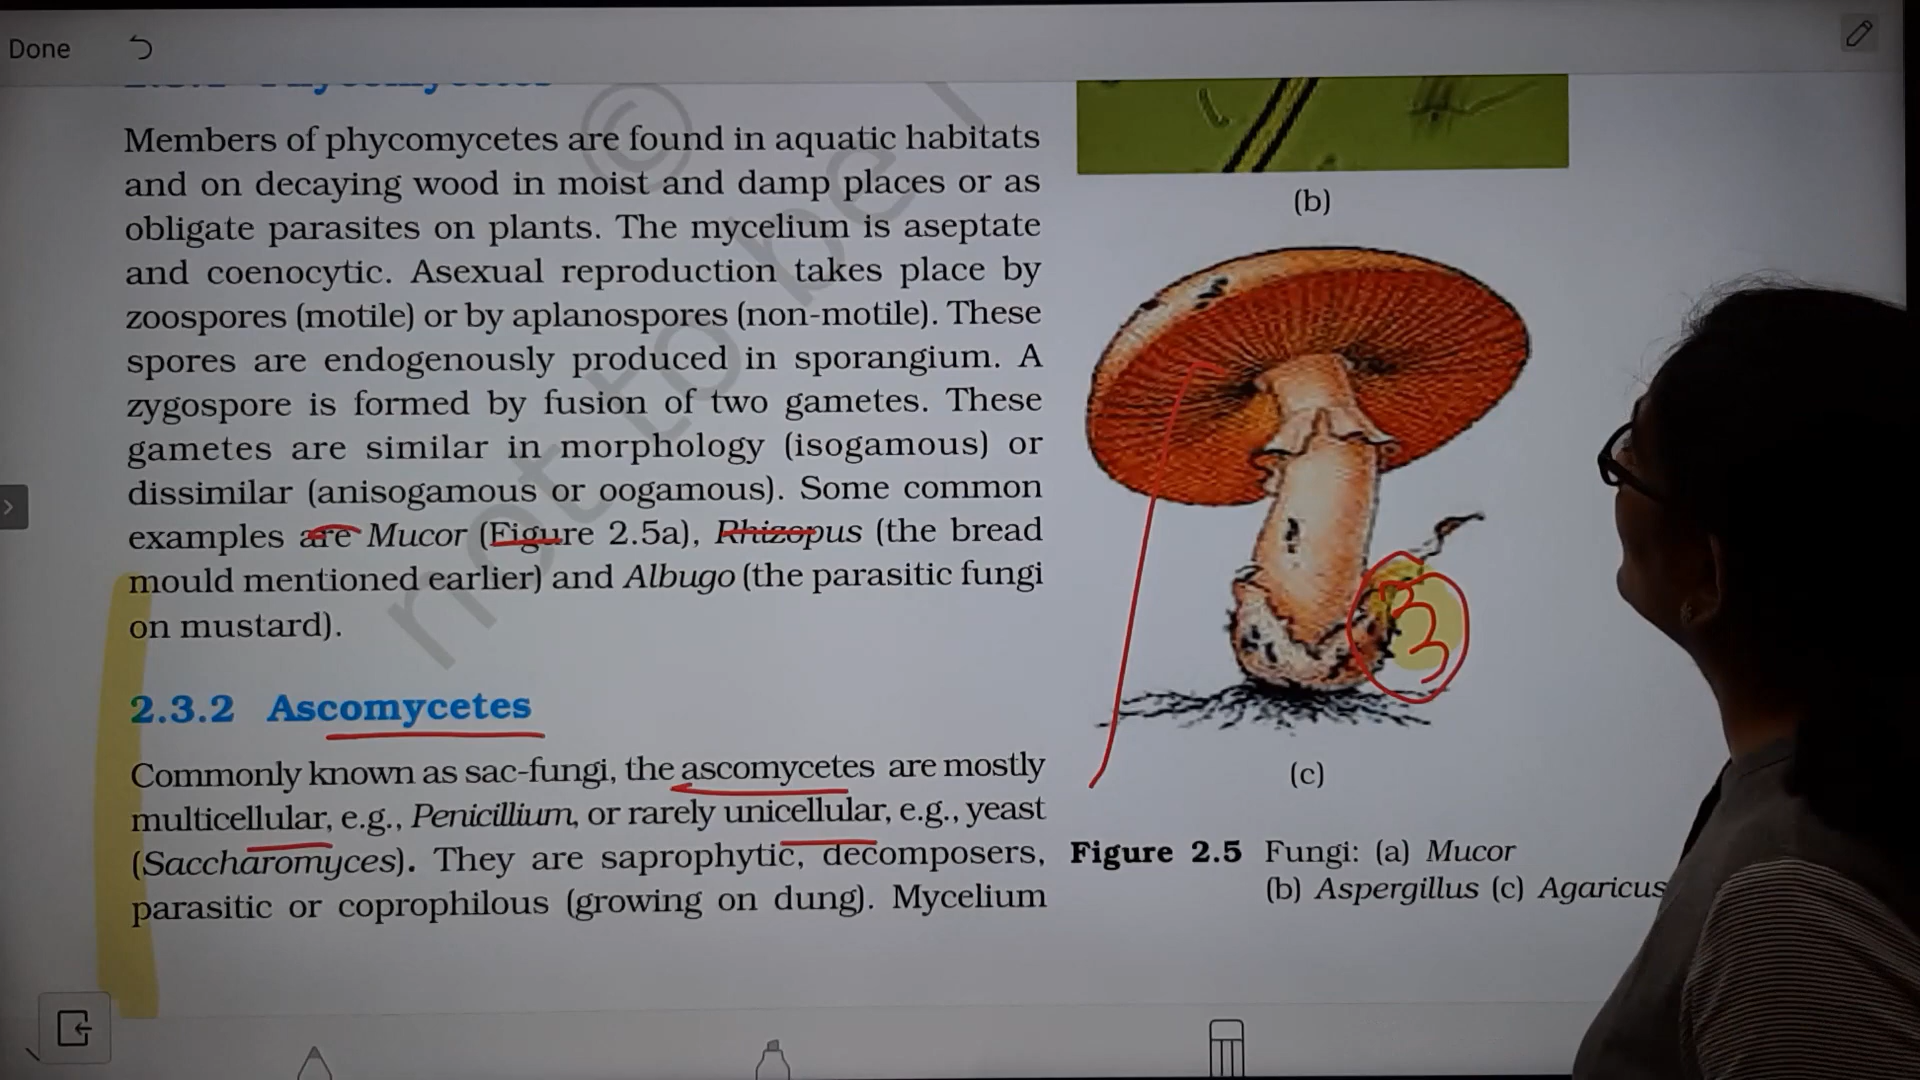 Done
Members of phycomycetes are found in aquatic habitats
and on decaying wood in moist and damp places or as
obligate parasites on plants. The mycelium is aseptate
and coenocytic. Asexual reproduction takes place by
zoospores (motile) or by aplanospores (non-motile). These
spores are endogenously produced in sporangium. A
zygospore is formed by fusion of two gametes. These
gametes are similar in morphology (isogamous) or
dissimilar (anisogamous or oogamous). Some common
examples are Mucor (Figure 2.5a), Rhizopus (the bread
mould mentioned earlier) and Albugo (the parasitic fungi
on mustard).
2.3.2 Ascomycetes
Commonly known as sac-fungi, the ascomycetes are mostly
multicellular, e.g., Penicillium, or rarely unicellular, e.g., yeast
(Saccharomyces). They are saprophytic, decomposers,
parasitic or coprophilous (growing on dung). Mycelium
(b)
3
(c)
Figure 2.5 Fungi: (a) Mucor
(b) Aspergillus (c) Agaricus
© not to be